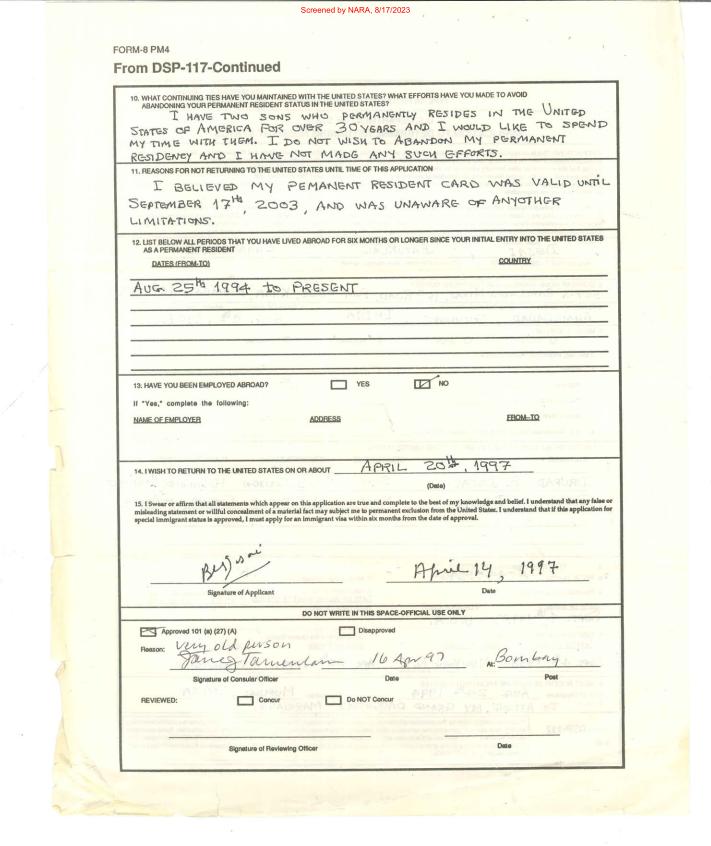 Screened by NARA, 8/17/2023
FORM-8 PM4
From DSP-117-Continued
10. WHAT CONTINUING TIES HAVE YOU MAINTAINED WITH THE UNITED STATES? WHAT EFFORTS HAVE YOU MADE TO AVOID
ABANDONING YOUR PERMANENT RESIDENT STATUS IN THE UNITED STATES?
I HAVE TWO SONS WHO PERMANENTLY RESIDES IN THE UNITED
STATES OF AMERICA FOR OVER 30 YEARS AND I WOULD LIKE TO SPEND
MY TIME WITH THEM. I DO NOT WISH TO ABANDON MY PERMANENT
RESIDENCY AND I HAVE NOT MADE ANY SUCH EFFORTS.
11. REASONS FOR NOT RETURNING TO THE UNITED STATES UNTIL TIME OF THIS APPLICATION
I BELIEVED MY PEMANENT RESIDENT CARD WAS VALID UNTIL
SEPTEMBER 17th, 2003, AND WAS UNAWARE OF ANYOTHER
LIMITATIONS.
12. LIST BELOW ALL PERIODS THAT YOU HAVE LIVED ABROAD FOR SIX MONTHS OR LONGER SINCE YOUR INITIAL ENTRY INTO THE UNITED STATES
AS A PERMANENT RESIDENT
DATES (FROM-TO) COUNTRY
AUG. 25th 1994 to PRESENT
13. HAVE YOU BEEN EMPLOYED ABROAD? YES NO
If "Yes," complete the following:
NAME OF EMPLOYER ADDRESS FROM-TO
14. I WISH TO RETURN TO THE UNITED STATES ON OR ABOUT APRIL 20th, 1997
(Date)
15. I Swear or affirm that all statements which appear on this application are true and complete to the best of my knowledge and belief. I understand that any false or
misleading statement or willful concealment of a material fact may subject me to permanent exclusion from the United States. I understand that if this application for
special immigrant status is approved, I must apply for an immigrant visa within six months from the date of approval.
April 14, 1997
Signature of Applicant Date
DO NOT WRITE IN THIS SPACE-OFFICIAL USE ONLY
Approved 101 (a) (27) (A) Disapproved
Reason: very old person
16 Apr 97 At: Bombay
Signature of Consular Officer Date Post
REVIEWED: Concur Do NOT Concur
Signature of Reviewing Officer Date